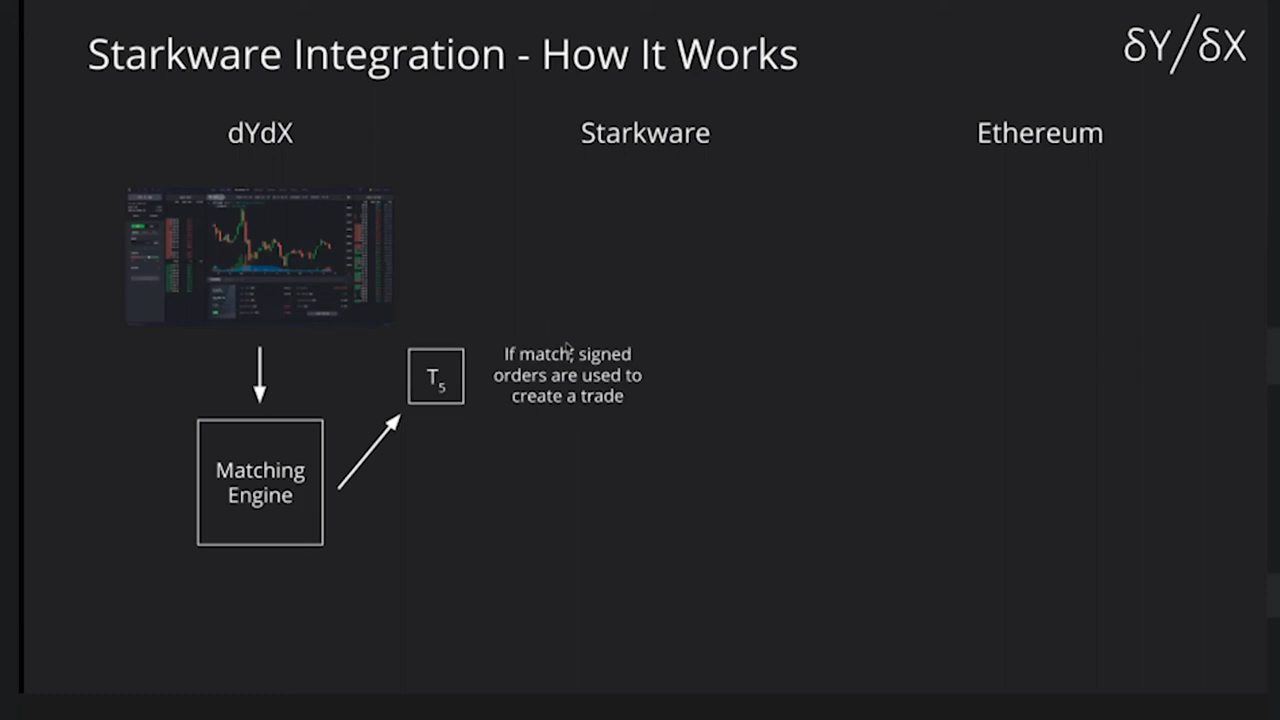 Starkware Integration - How It Works
δY/δX
dYdX
Starkware
Ethereum
T5
If match, signed
orders are used to
create a trade
Matching
Engine